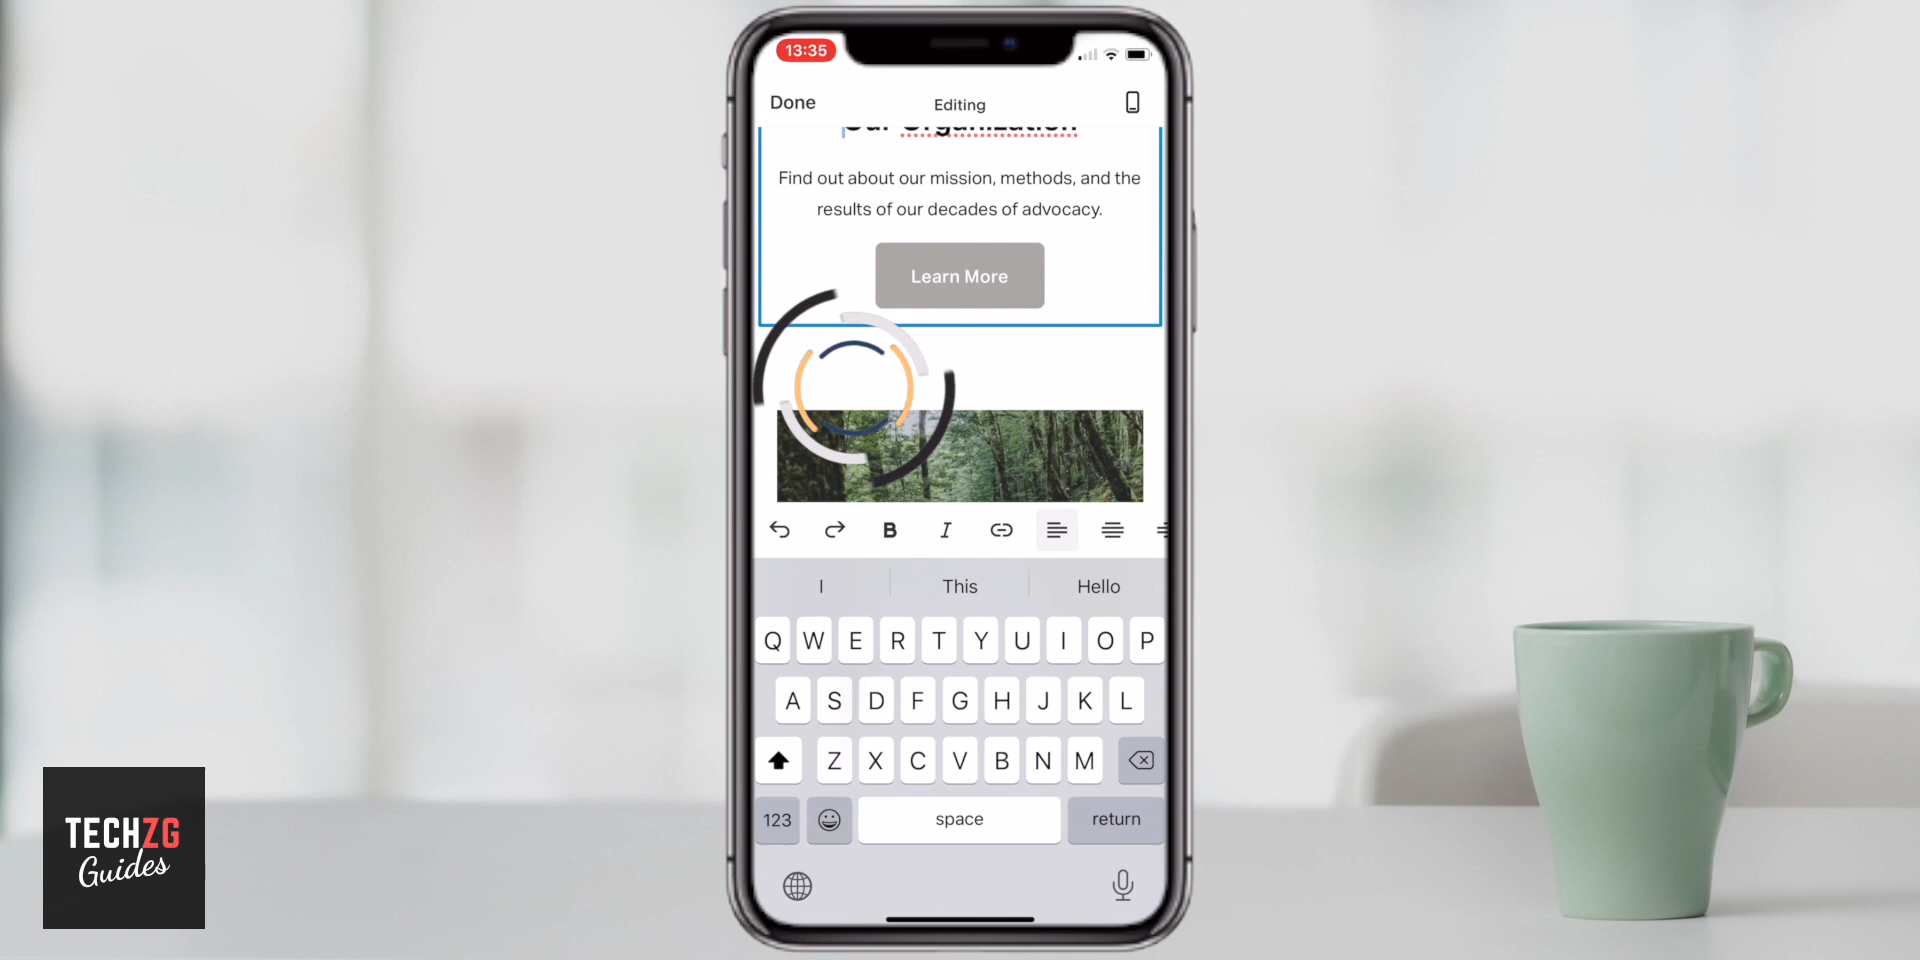 13:35
Done
Editing
Our Organization
Find out about our mission, methods, and the
results of our decades of advocacy.
Learn More
B I
I This Hello
Q W E R T Y U I O P
A S D F G H J K L
Z X C V B N M
123 space return
TECHZG
Guides